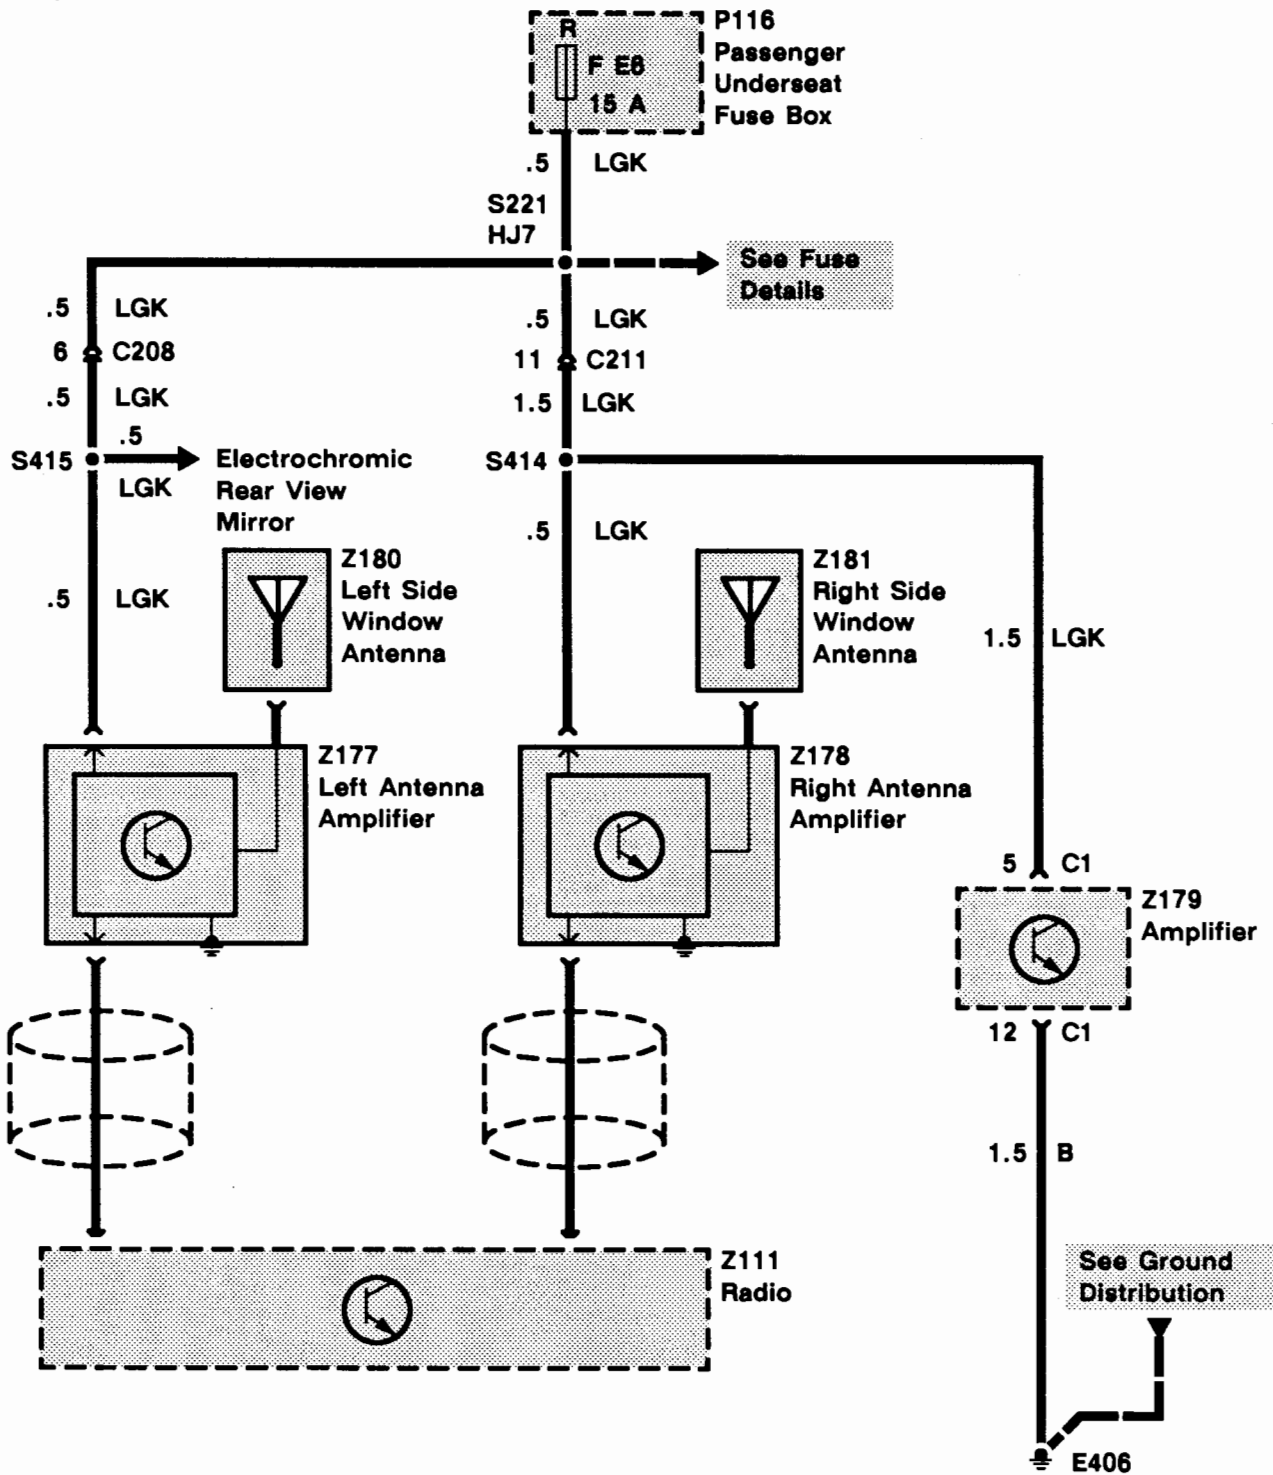 R
F E6
15 A
P116
Passenger
Underseat
Fuse Box
.5 LGK
S221
HJ7
See Fuse
Details
.5 LGK
6 C208
.5 LGK
.5 LGK
11 C211
1.5 LGK
S415
.5
LGK
Electrochromic
Rear View
Mirror
S414
.5 LGK
Z180
Left Side
Window
Antenna
.5 LGK
Z181
Right Side
Window
Antenna
1.5 LGK
Z177
Left Antenna
Amplifier
Z178
Right Antenna
Amplifier
5 C1
Z179
Amplifier
12 C1
1.5 B
Z111
Radio
See Ground
Distribution
E406